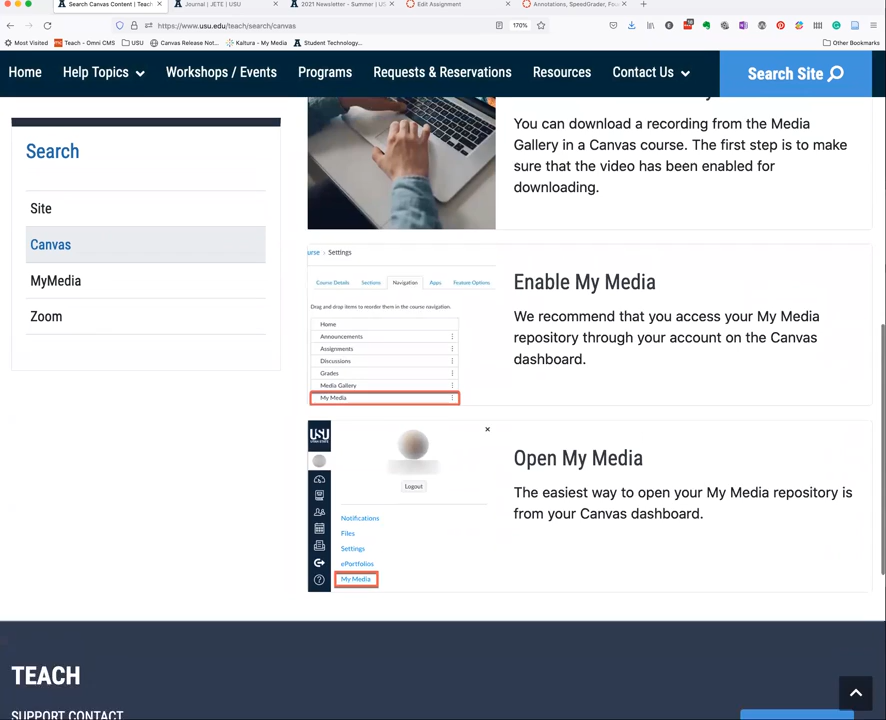 Search Canvas Content | Teach
Journal | JETE | USU
2021 Newsletter - Summer | US
Edit Assignment
Annotations, SpeedGrader, Fo
https://www.usu.edu/teach/search/canvas
170%
Most Visited
Teach - Omni CMS
USU
Canvas Release Not...
Kaltura - My Media
Student Technology...
Other Bookmarks
Home
Help Topics
Workshops / Events
Programs
Requests & Reservations
Resources
Contact Us
Search Site
Search
Site
Canvas
MyMedia
Zoom
You can download a recording from the Media
Gallery in a Canvas course. The first step is to make
sure that the video has been enabled for
downloading.
urse › Settings
Course Details
Sections
Navigation
Apps
Feature Options
Drag and drop items to reorder them in the course navigation.
Home
Announcements
Assignments
Discussions
Grades
Media Gallery
My Media
Enable My Media
We recommend that you access your My Media
repository through your account on the Canvas
dashboard.
USU
Logout
Notifications
Files
Settings
ePortfolios
My Media
Open My Media
The easiest way to open your My Media repository is
from your Canvas dashboard.
TEACH
SUPPORT CONTACT